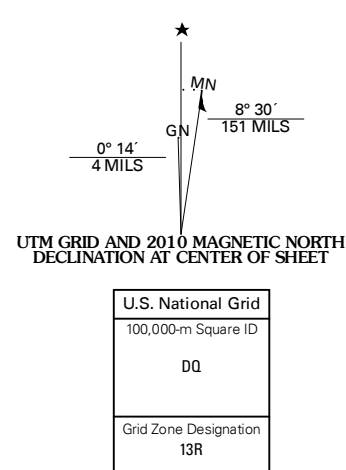 ★
MN
8° 30´
151 MILS
GN
0° 14´
4 MILS
UTM GRID AND 2010 MAGNETIC NORTH
DECLINATION AT CENTER OF SHEET
U.S. National Grid
100,000-m Square ID
DQ
Grid Zone Designation
13R